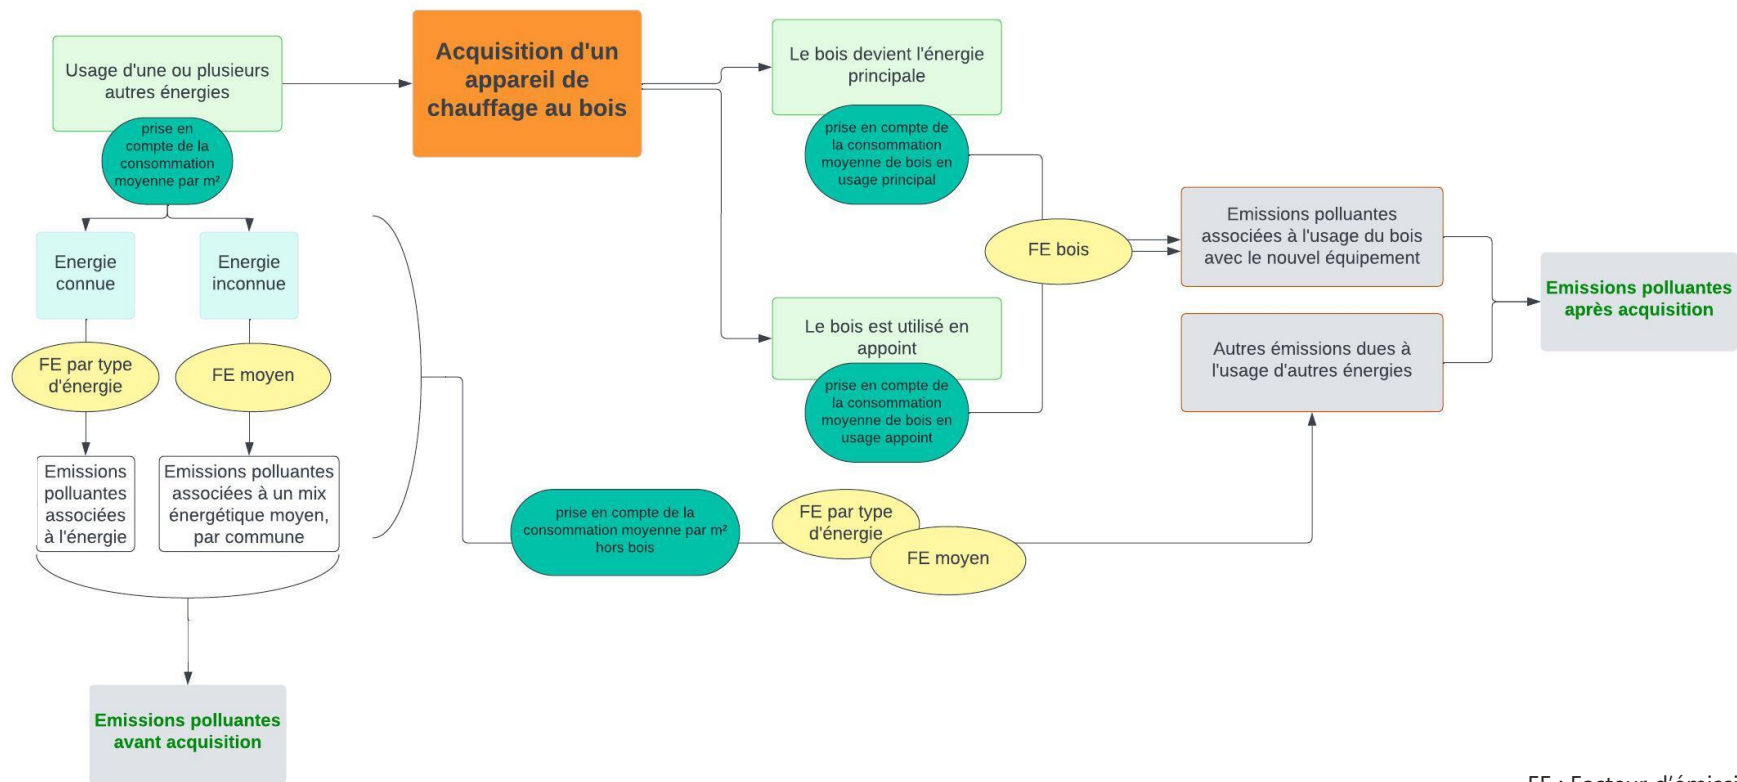 Usage d'une ou plusieurs
autres énergies
prise en
compte de la
consommation
moyenne par m²
Energie
connue
Energie
inconnue
FE par type
d'énergie
FE moyen
Emissions
polluantes
associées
à l'énergie
Emissions polluantes
associées à un mix
énergétique moyen,
par commune
Emissions polluantes
avant acquisition
Acquisition d'un
appareil de
chauffage au bois
Le bois devient l'énergie
principale
prise en compte de
la consommation
moyenne de bois en
usage principal
Le bois est utilisé en
appoint
prise en compte de
la consommation
moyenne de bois en
usage appoint
FE bois
prise en compte de la
consommation moyenne par m²
hors bois
FE par type
d'énergie
FE moyen
Emissions polluantes
associées à l'usage du bois
avec le nouvel équipement
Autres émissions dues à
l'usage d'autres énergies
Emissions polluantes
après acquisition
FE : Facteur d'émissi